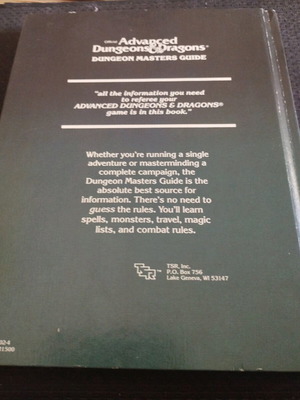 Official Advanced
Dungeons & Dragons®
DUNGEON MASTERS GUIDE
"all the information you need
to referee your
ADVANCED DUNGEONS & DRAGONS®
game is in this book."
Whether you're running a single
adventure or masterminding a
complete campaign, the
Dungeon Masters Guide is the
absolute best source for
information. There's no need to
guess the rules. You'll learn
spells, monsters, travel, magic
lists, and combat rules.
TSR, Inc.
P.O. Box 756
Lake Geneva, WI 53147